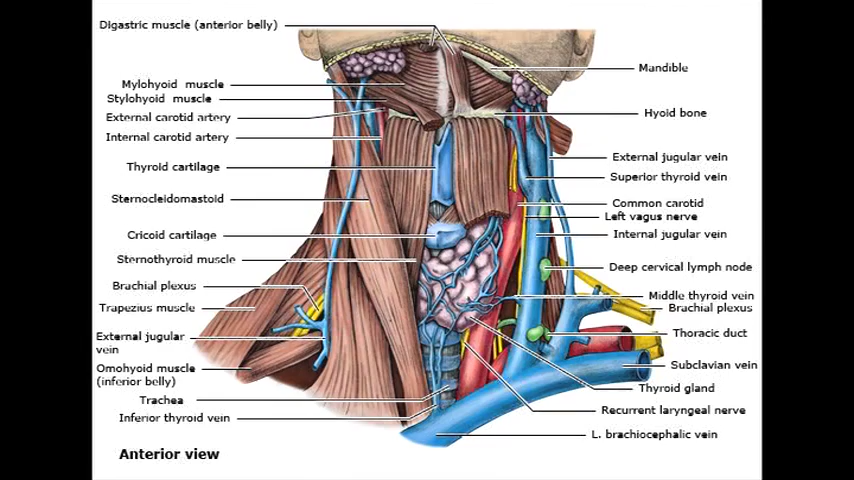 Digastric muscle (anterior belly)
Mylohyoid muscle
Stylohyoid muscle
External carotid artery
Internal carotid artery
Thyroid cartilage
Sternocleidomastoid
Cricoid cartilage
Sternothyroid muscle
Brachial plexus
Trapezius muscle
External jugular
vein
Omohyoid muscle
(inferior belly)
Trachea
Inferior thyroid vein
Anterior view
Mandible
Hyoid bone
External jugular vein
Superior thyroid vein
Common carotid
Left vagus nerve
Internal jugular vein
Deep cervical lymph node
Middle thyroid vein
Brachial plexus
Thoracic duct
Subclavian vein
Thyroid gland
Recurrent laryngeal nerve
L. brachiocephalic vein